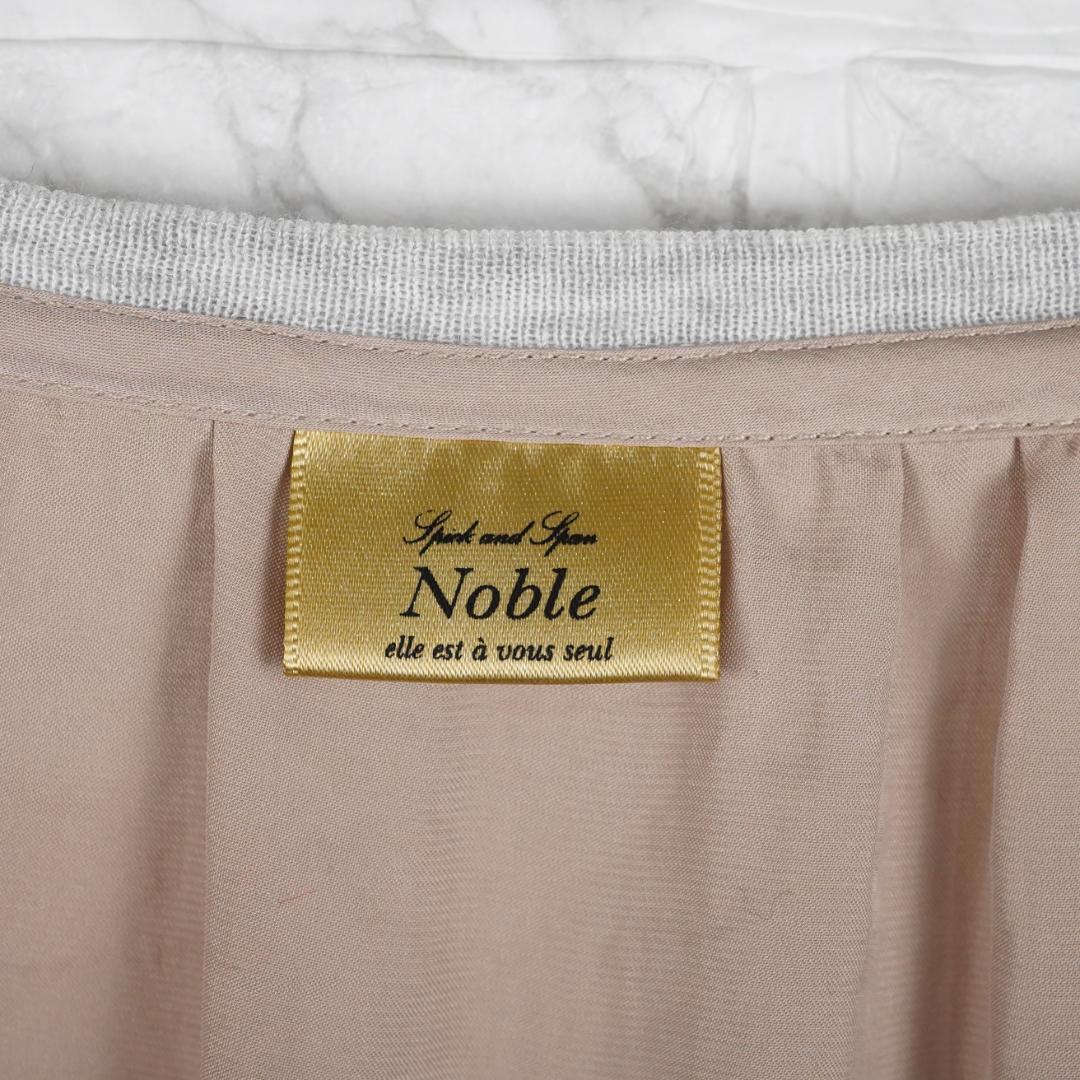 Spick and Span
Noble
elle est à vous seul